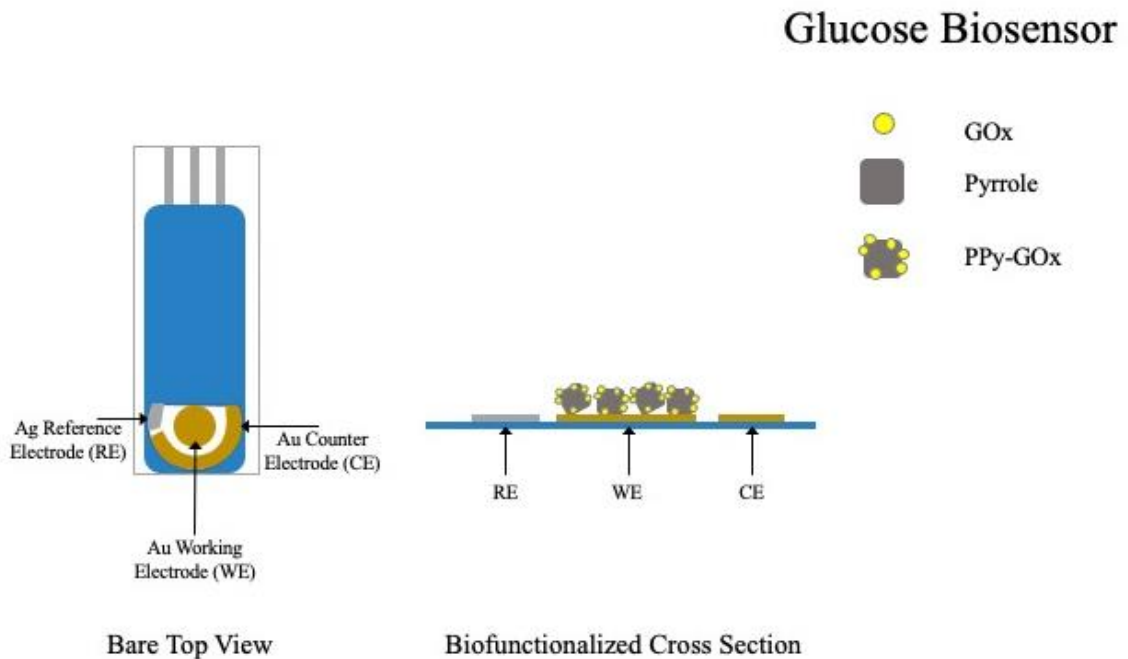 Glucose Biosensor
GOx
Pyrrole
PPy-GOx
Ag Reference
Electrode (RE)
Au Counter
Electrode (CE)
Au Working
Electrode (WE)
RE
WE
CE
Bare Top View
Biofunctionalized Cross Section